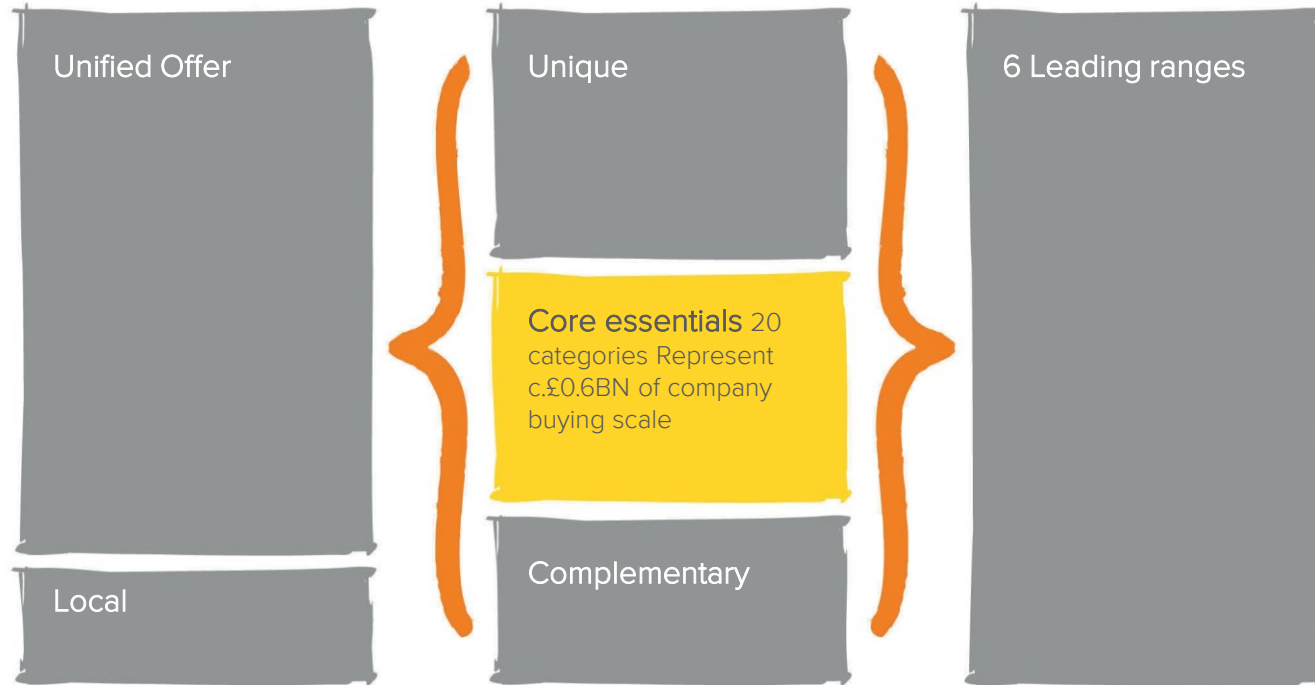 Unified Offer
Local
Unique
Core essentials 20
categories Represent
c.£0.6BN of company
buying scale
Complementary
6 Leading ranges